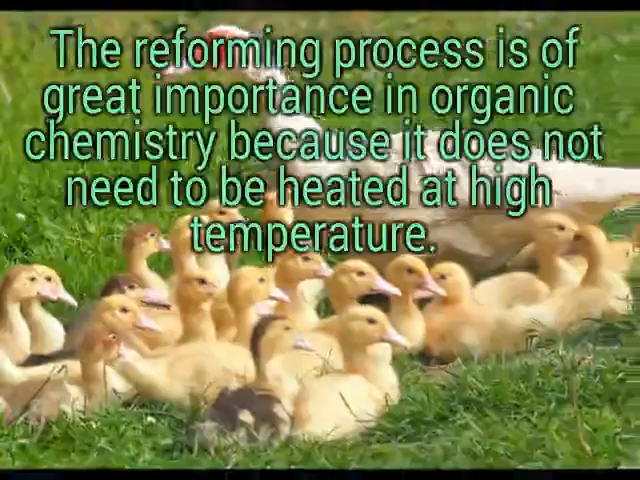 The reforming process is of
great importance in organic
chemistry because it does not
need to be heated at high
temperature.